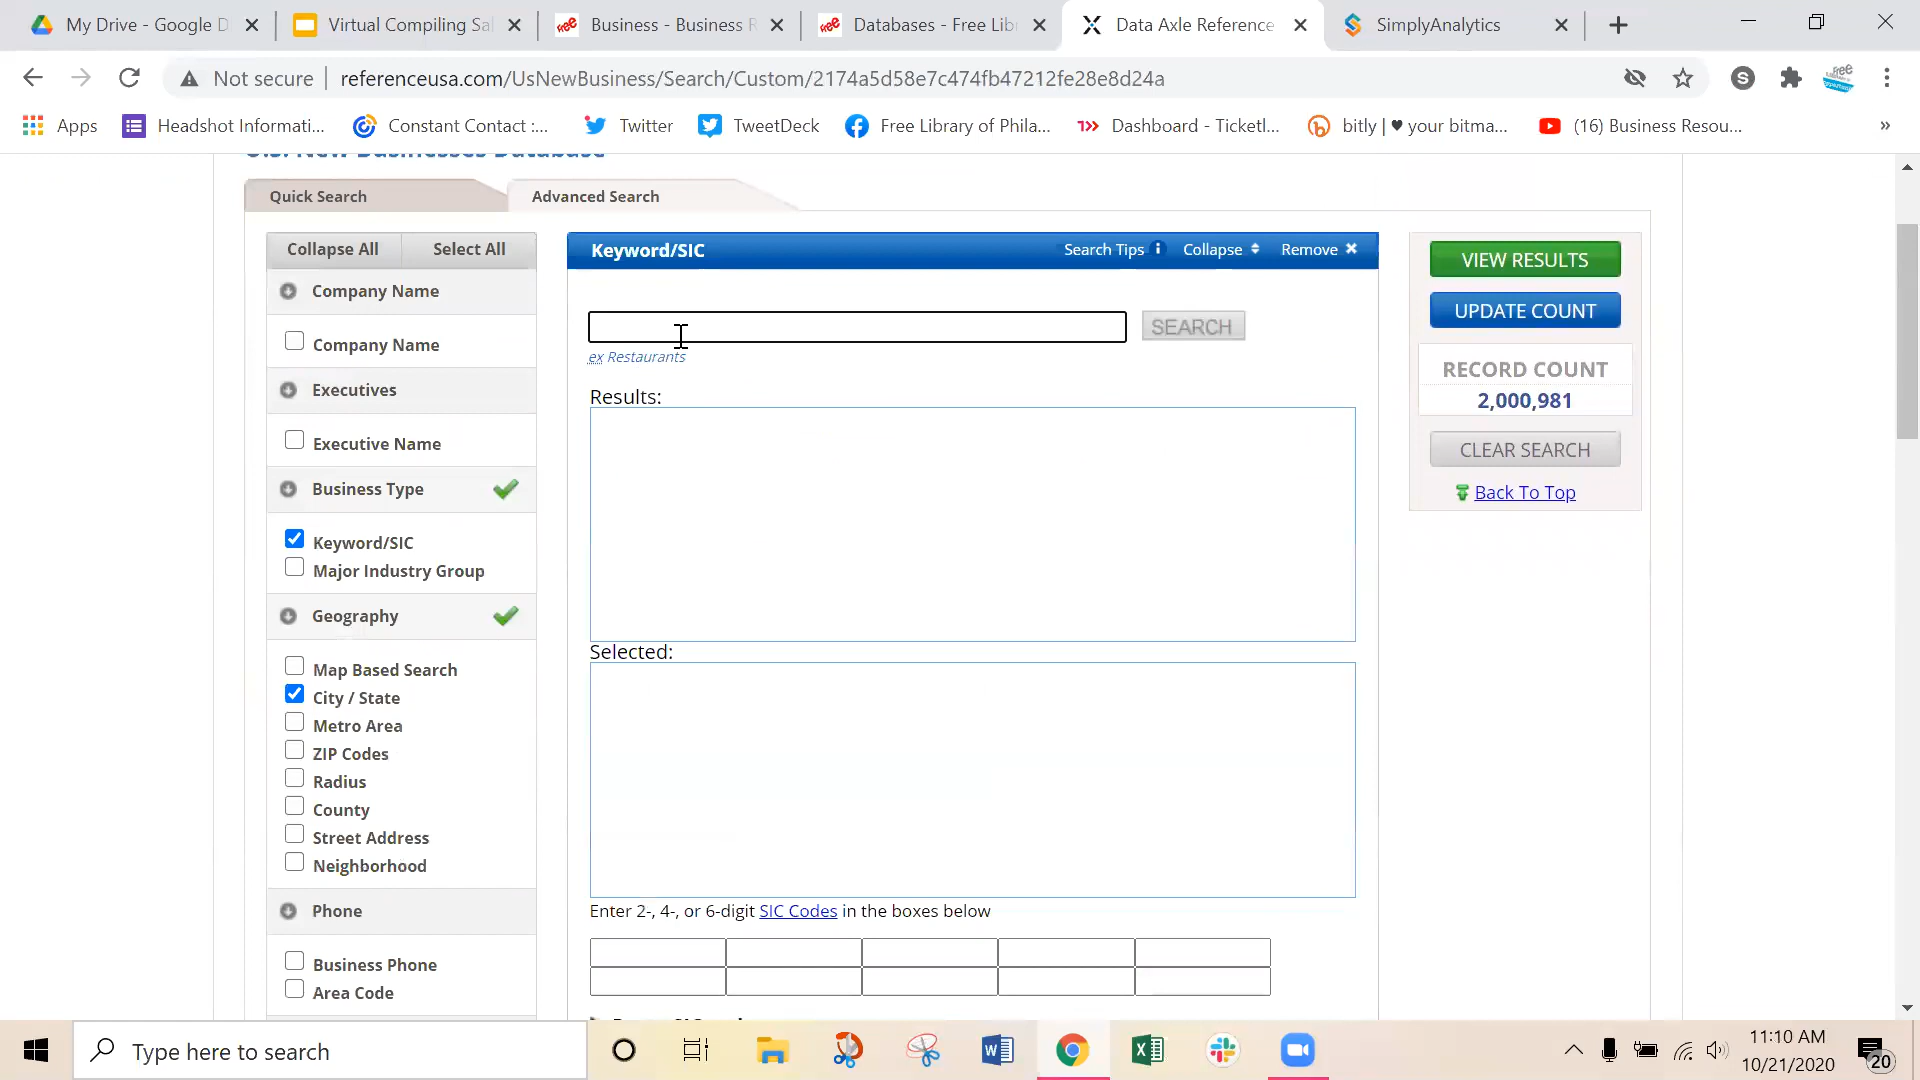 My Drive - Google D
Virtual Compiling Sal
Business - Business R
Databases - Free Lib
Data Axle Reference
SimplyAnalytics
Not secure
referenceusa.com/UsNewBusiness/Search/Custom/2174a5d58e7c474fb47212fe28e8d24a
S
Apps
Headshot Informati...
Constant Contact :...
Twitter
TweetDeck
Free Library of Phila...
Dashboard - Ticketl...
bitly | ♥ your bitma...
(16) Business Resou...
»
U.S. New Businesses Database
Quick Search
Advanced Search
Collapse All
Select All
Company Name
Company Name
Executives
Executive Name
Business Type
Keyword/SIC
Major Industry Group
Geography
Map Based Search
City / State
Metro Area
ZIP Codes
Radius
County
Street Address
Neighborhood
Phone
Business Phone
Area Code
Keyword/SIC
Search Tips
Collapse
Remove
SEARCH
ex Restaurants
Results:
Selected:
Enter 2-, 4-, or 6-digit SIC Codes in the boxes below
VIEW RESULTS
UPDATE COUNT
RECORD COUNT
2,000,981
CLEAR SEARCH
Back To Top
Type here to search
11:10 AM
10/21/2020
20